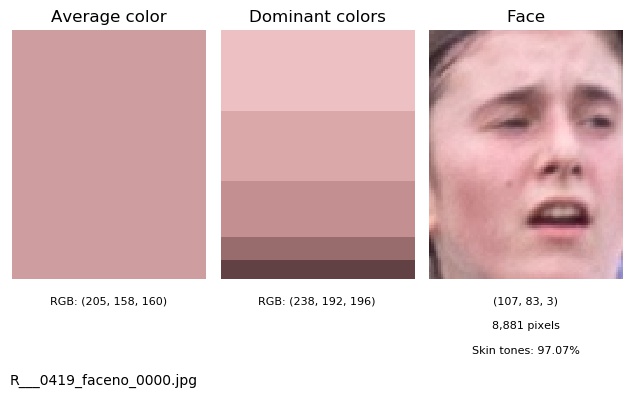 Average color
Dominant colors
Face
RGB: (205, 158, 160)
RGB: (238, 192, 196)
(107, 83, 3)
8,881 pixels
Skin tones: 97.07%
R___0419_faceno_0000.jpg